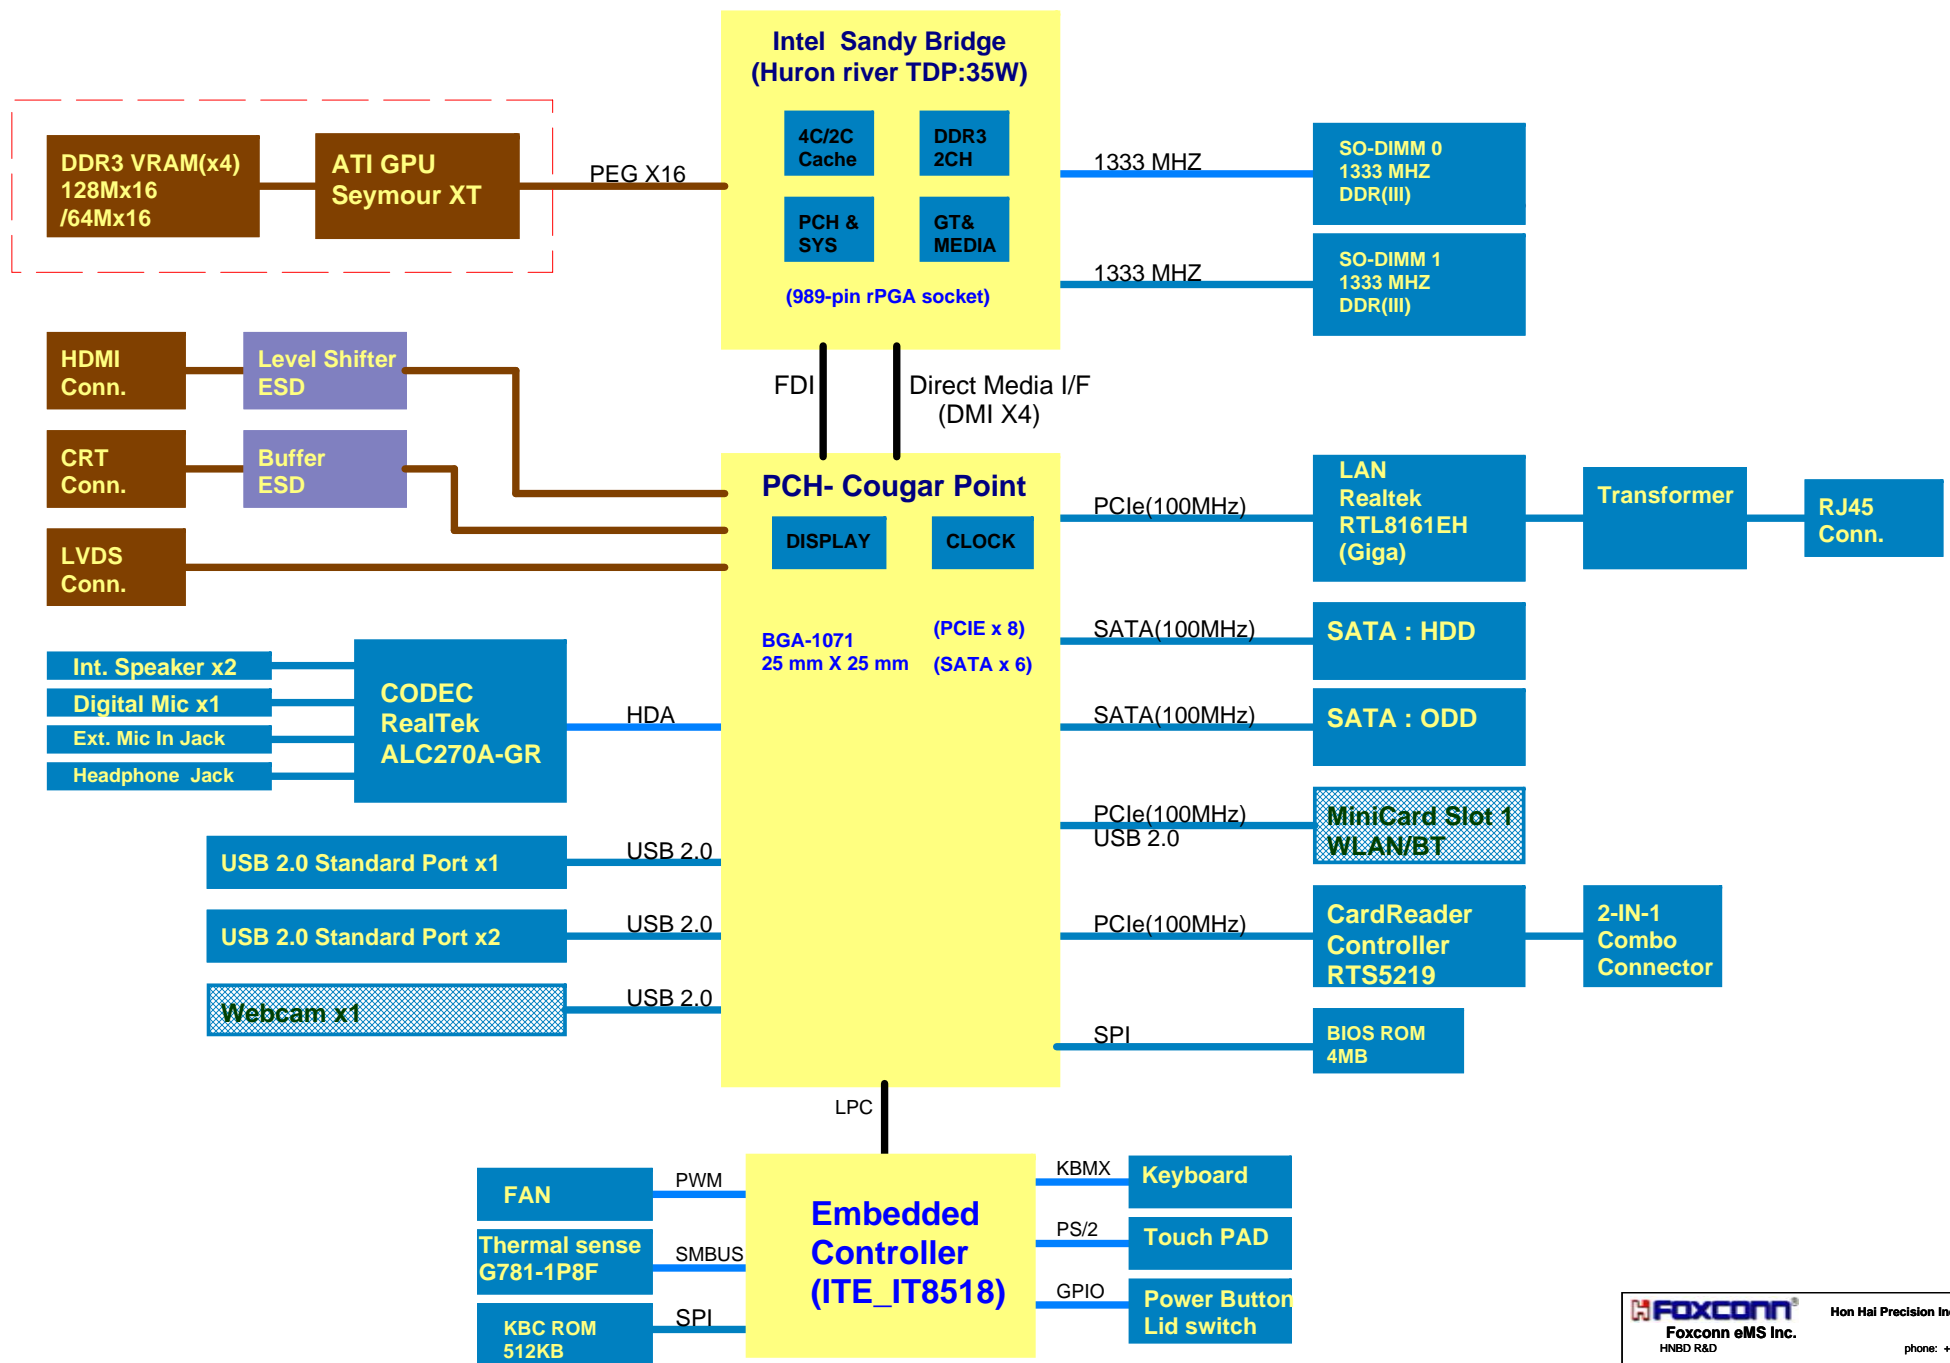 Intel Sandy Bridge
(Huron river TDP:35W)
4C/2C
Cache
DDR3
2CH
PCH &
SYS
GT&
MEDIA
(989-pin rPGA socket)
DDR3 VRAM(x4)
128Mx16
/64Mx16
ATI GPU
Seymour XT
PEG X16
1333 MHZ
SO-DIMM 0
1333 MHZ
DDR(III)
1333 MHZ
SO-DIMM 1
1333 MHZ
DDR(III)
HDMI
Conn.
Level Shifter
ESD
CRT
Conn.
Buffer
ESD
LVDS
Conn.
FDI
Direct Media I/F
(DMI X4)
PCH- Cougar Point
DISPLAY
CLOCK
BGA-1071
25 mm X 25 mm
(PCIE x 8)
(SATA x 6)
PCIe(100MHz)
LAN
Realtek
RTL8161EH
(Giga)
Transformer
RJ45
Conn.
SATA(100MHz)
SATA : HDD
SATA(100MHz)
SATA : ODD
PCIe(100MHz)
USB 2.0
MiniCard Slot 1
WLAN/BT
PCIe(100MHz)
CardReader
Controller
RTS5219
2-IN-1
Combo
Connector
SPI
BIOS ROM
4MB
Int. Speaker x2
Digital Mic x1
Ext. Mic In Jack
Headphone Jack
CODEC
RealTek
ALC270A-GR
HDA
USB 2.0 Standard Port x1
USB 2.0
USB 2.0 Standard Port x2
USB 2.0
Webcam x1
USB 2.0
LPC
Embedded
Controller
(ITE_IT8518)
FAN
PWM
Thermal sense
G781-1P8F
SMBUS
KBC ROM
512KB
SPI
KBMX
Keyboard
PS/2
Touch PAD
GPIO
Power Button
Lid switch
FOXCONN®
Foxconn eMS Inc.
HNBD R&D
Hon Hai Precision
phone: +